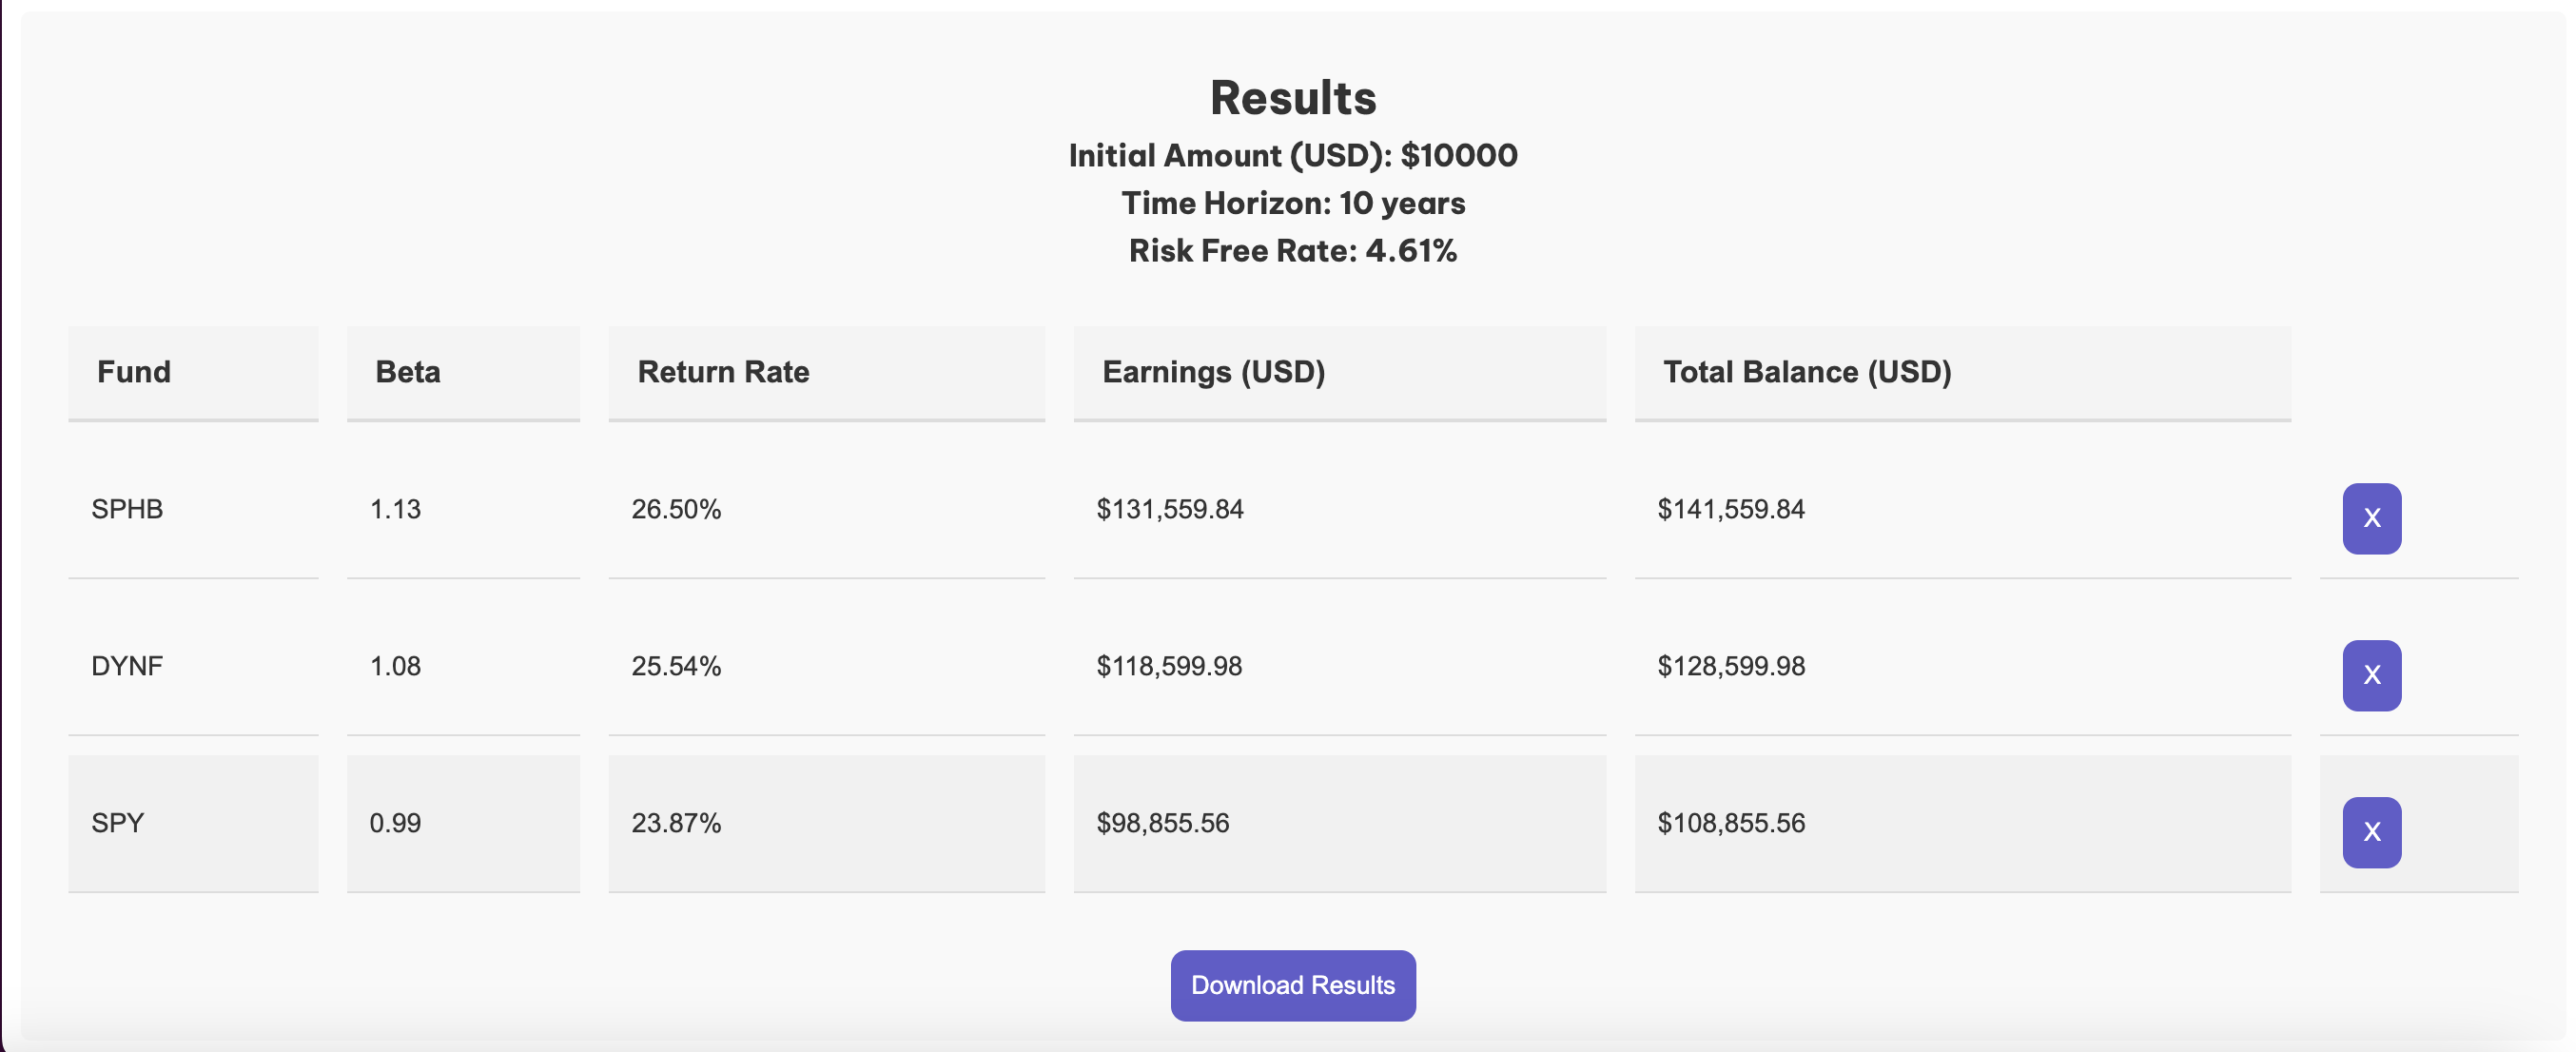 Results
Initial Amount (USD): $10000
Time Horizon: 10 years
Risk Free Rate: 4.61%
Fund Beta Return Rate Earnings (USD) Total Balance (USD)
SPHB 1.13 26.50% $131,559.84 $141,559.84 X
DYNF 1.08 25.54% $118,599.98 $128,599.98 X
SPY 0.99 23.87% $98,855.56 $108,855.56 X
Download Results